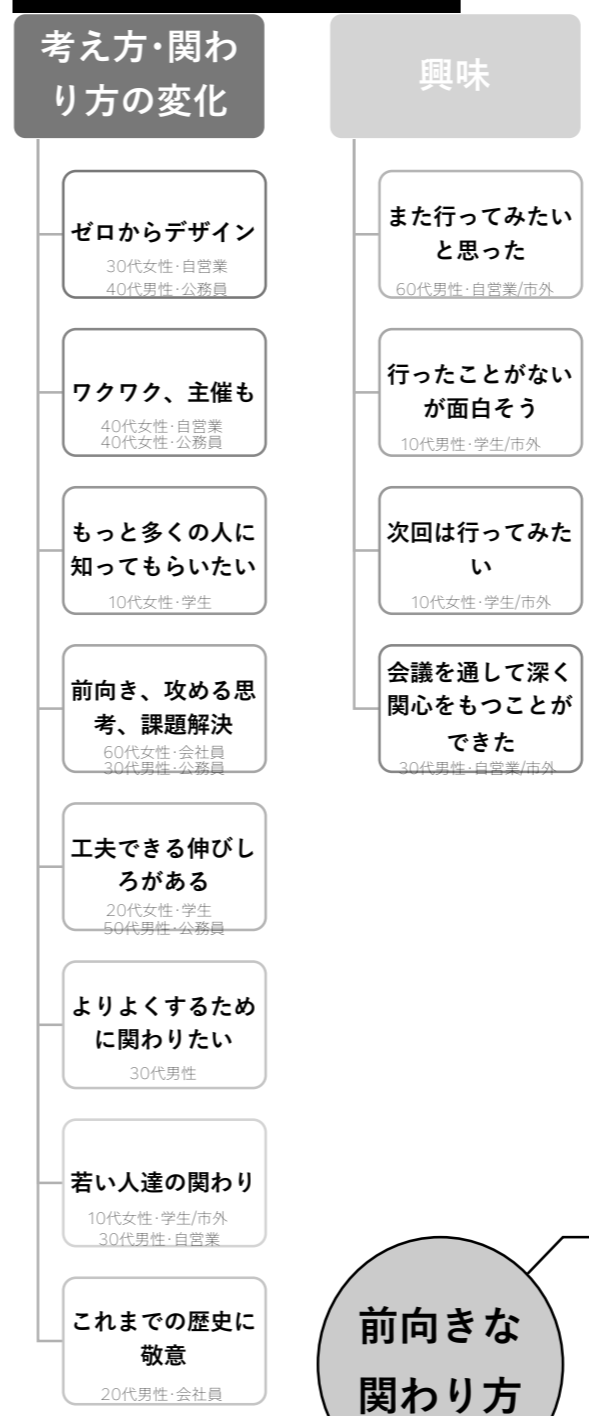 考え方･関わ
り方の変化
ゼロからデザイン
30代女性･自営業
40代男性･公務員
ワクワク、主催も
40代女性･自営業
40代女性･公務員
もっと多くの人に
知ってもらいたい
10代女性･学生
前向き、攻める思
考、課題解決
60代女性･会社員
30代男性･公務員
工夫できる伸びし
ろがある
20代女性･学生
50代男性･公務員
よりよくするため
に関わりたい
30代男性
若い人達の関わり
10代女性･学生/市外
30代男性･自営業
これまでの歴史に
敬意
20代男性･会社員
興味
また行ってみたい
と思った
60代男性･自営業/市外
行ったことがない
が面白そう
10代男性･学生/市外
次回は行ってみた
い
10代女性･学生/市外
会議を通して深く
関心をもつことが
できた
30代男性･自営業/市外
前向きな
関わり方